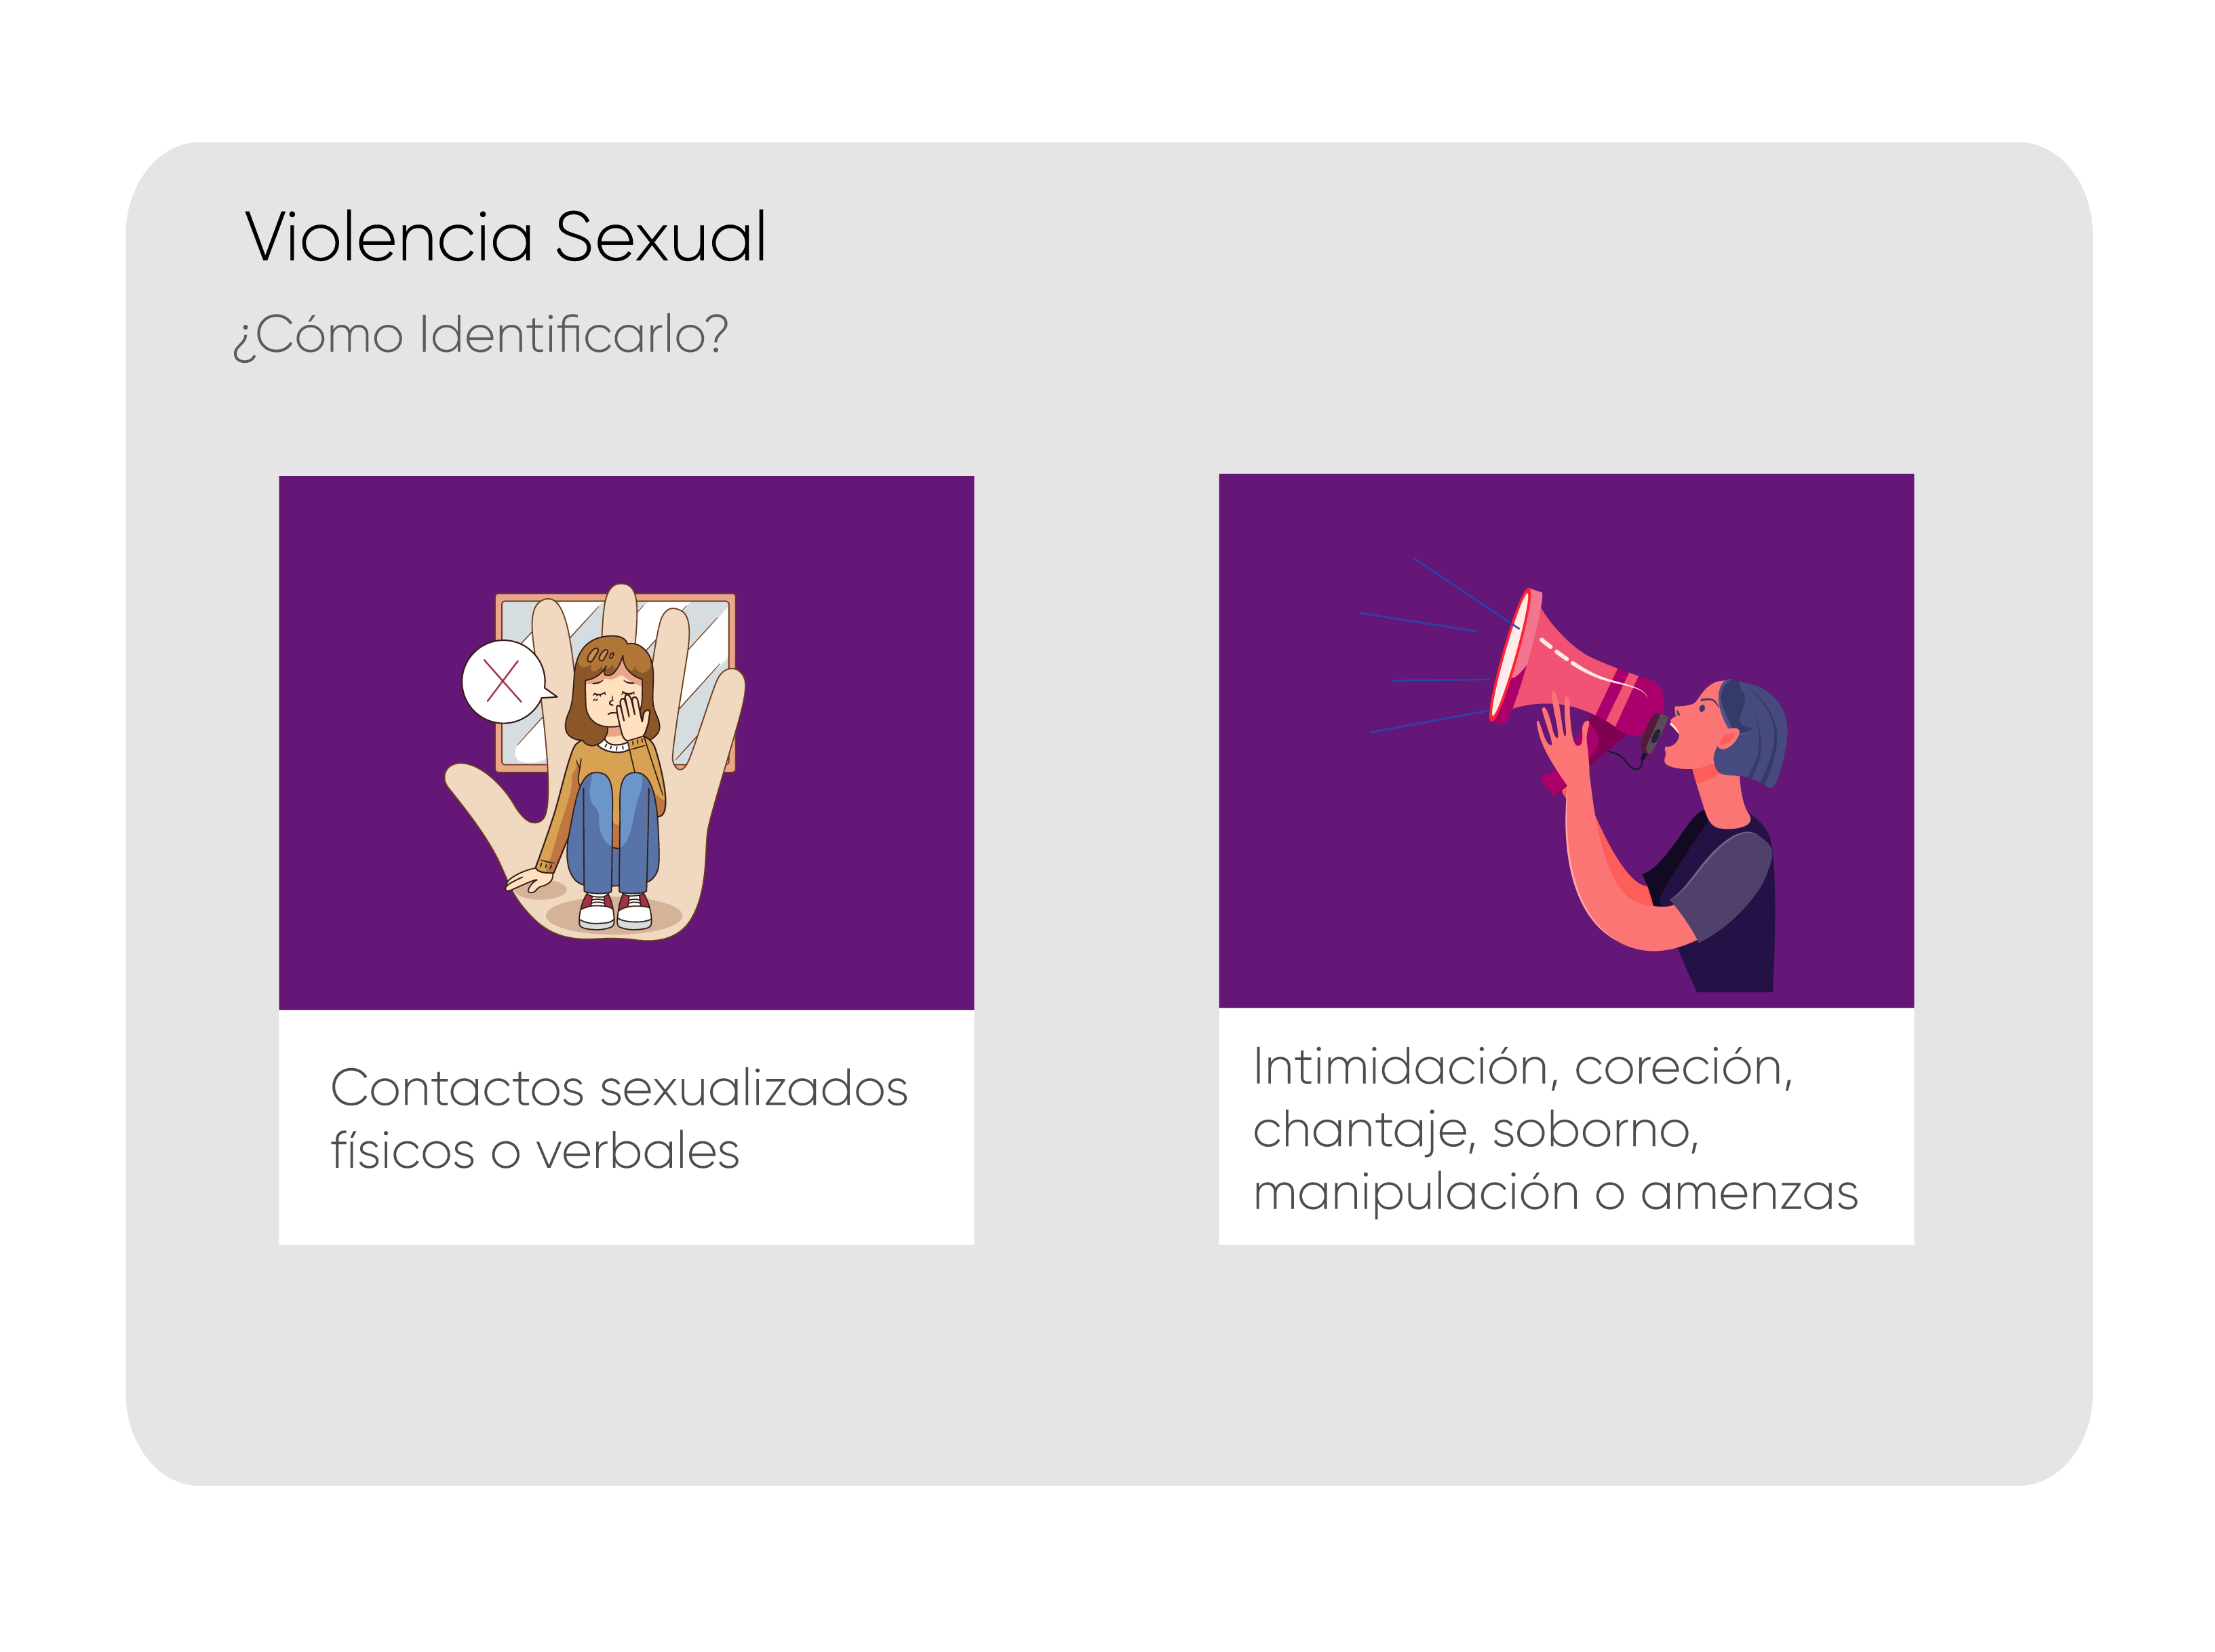 Violencia Sexual
¿Cómo Identificarlo?
Contactos sexualizados
físicos o verbales
Intimidación, coreción,
chantaje, soborno,
manipulación o amenzas